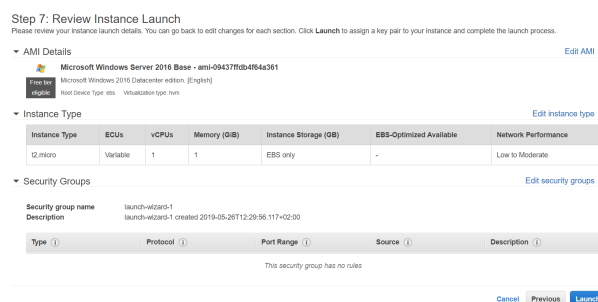 Step 7: Review Instance Launch
Please review your instance launch details. You can go back to edit changes for each section. Click Launch to assign a key pair to your instance and complete the launch process.
AMI Details
Edit AMI
Microsoft Windows Server 2016 Base - ami-09437ffdb4f64a361
Free tier eligible
Microsoft Windows 2016 Datacenter edition. [English]
Root Device Type: ebs Virtualization type: hvm
Instance Type
Edit instance type
Instance Type ECUs vCPUs Memory (GiB) Instance Storage (GB) EBS-Optimized Available Network Performance
t2.micro Variable 1 1 EBS only - Low to Moderate
Security Groups
Edit security groups
Security group name launch-wizard-1
Description launch-wizard-1 created 2019-05-26T12:29:56.117+02:00
Type Protocol Port Range Source Description
This security group has no rules
Cancel Previous Launch